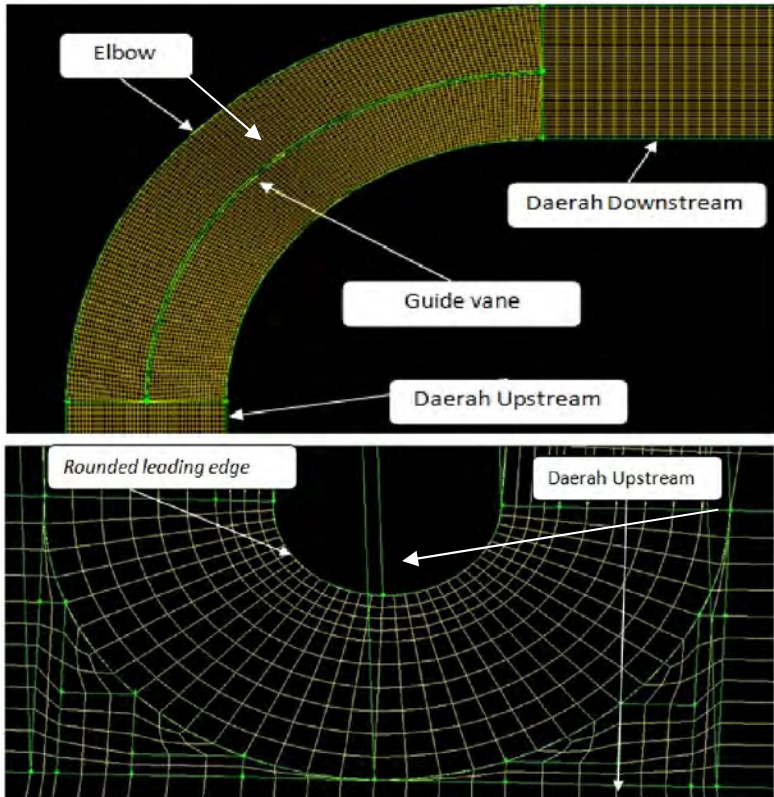 Elbow
Daerah Downstream
Guide vane
Daerah Upstream
Rounded leading edge
Daerah Upstream